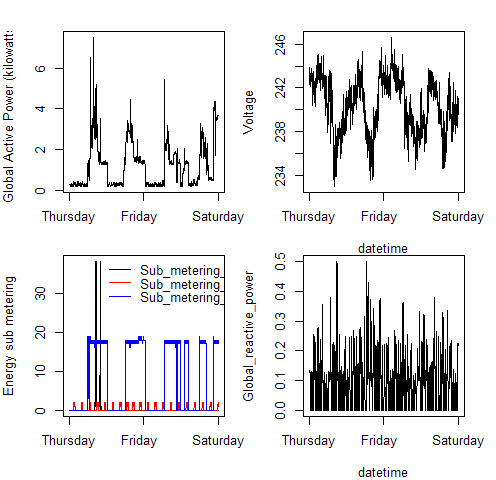 Global Active Power (kilowatt:
0 2 4 6
Thursday Friday Saturday
Voltage
234 238 242 246
Thursday Friday Saturday
datetime
Energy sub metering
0 10 20 30
Sub_metering_
Sub_metering_
Sub_metering_
Thursday Friday Saturday
Global_reactive_power
0.0 0.1 0.2 0.3 0.4 0.5
Thursday Friday Saturday
datetime